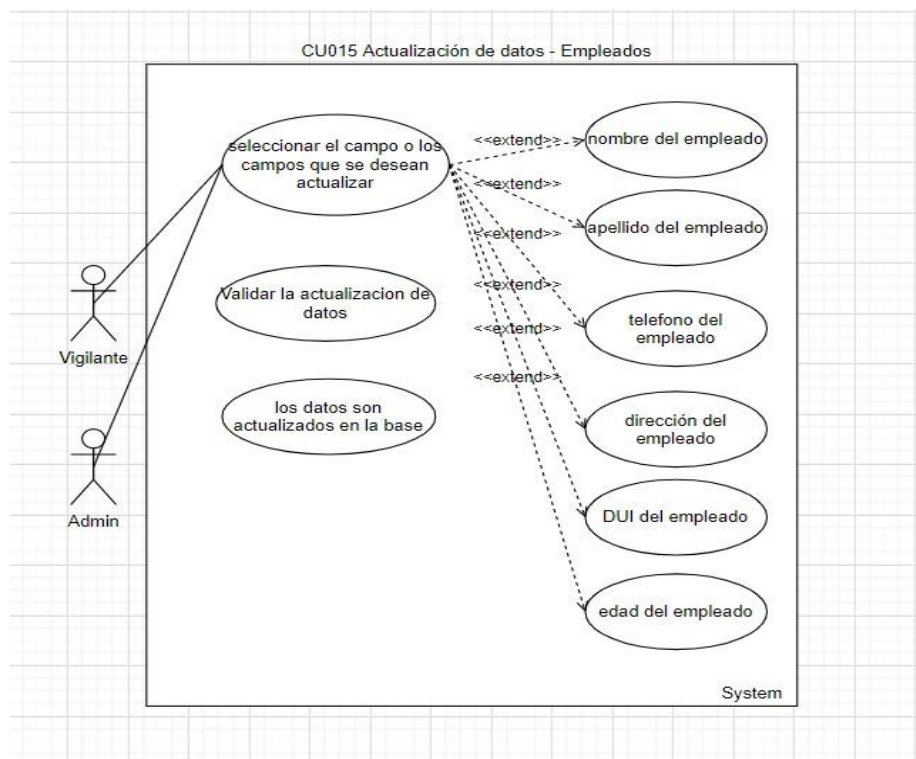 CU015 Actualización de datos - Empleados
seleccionar el campo o los
campos que se desean
actualizar
Validar la actualizacion de
datos
los datos son
actualizados en la base
Vigilante
Admin
<<extend>>
<<extend>>
<<extend>>
<<extend>>
<<extend>>
<<extend>>
nombre del empleado
apellido del empleado
telefono del
empleado
dirección del
empleado
DUI del empleado
edad del empleado
System